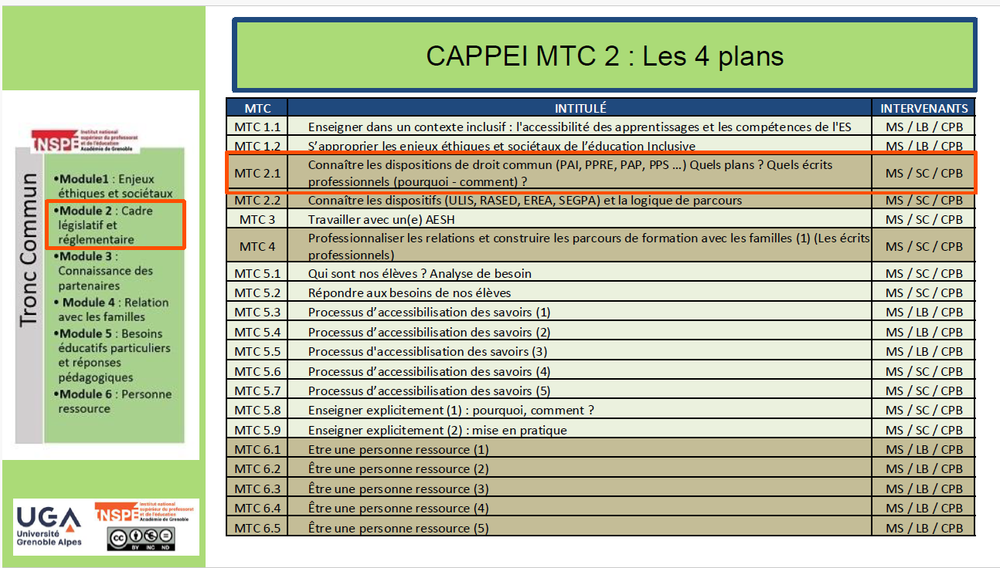 CAPPEI MTC 2 : Les 4 plans
Institut national
supérieur du professorat
et de l'éducation
Académie de Grenoble
INSPÉ
Tronc Commun
•Module1 : Enjeux
éthiques et sociétaux
•Module 2 : Cadre
législatif et
réglementaire
•Module 3 :
Connaissance des
partenaires
• Module 4 : Relation
avec les familles
•Module 5 : Besoins
éducatifs particuliers
et réponses
pédagogiques
•Module 6 : Personne
ressource
UGA
Université
Grenoble Alpes
Institut national
supérieur du professorat
et de l'éducation
Académie de Grenoble
INSPÉ
cc
BY NC ND
MTC INTITULÉ INTERVENANTS
MTC 1.1 Enseigner dans un contexte inclusif : l'accessibilité des apprentissages et les compétences de l'ES MS / LB / CPB
MTC 1.2 S’approprier les enjeux éthiques et sociétaux de l’éducation Inclusive MS / LB / CPB
MTC 2.1 Connaître les dispositions de droit commun (PAI, PPRE, PAP, PPS …) Quels plans ? Quels écrits MS / SC / CPB
professionnels (pourquoi - comment) ?
MTC 2.2 Connaître les dispositifs (ULIS, RASED, EREA, SEGPA) et la logique de parcours MS / SC / CPB
MTC 3 Travailler avec un(e) AESH MS / SC / CPB
MTC 4 Professionnaliser les relations et construire les parcours de formation avec les familles (1) (Les écrits MS / SC / CPB
professionnels)
MTC 5.1 Qui sont nos élèves ? Analyse de besoin MS / SC / CPB
MTC 5.2 Répondre aux besoins de nos élèves MS / SC / CPB
MTC 5.3 Processus d’accessibilisation des savoirs (1) MS / LB / CPB
MTC 5.4 Processus d’accessibilisation des savoirs (2) MS / LB / CPB
MTC 5.5 Processus d'accessiblisation des savoirs (3) MS / LB / CPB
MTC 5.6 Processus d’accessibilisation des savoirs (4) MS / LB / CPB
MTC 5.7 Processus d’accessibilisation des savoirs (5) MS / LB / CPB
MTC 5.8 Enseigner explicitement (1) : pourquoi, comment ? MS / SC / CPB
MTC 5.9 Enseigner explicitement (2) : mise en pratique MS / SC / CPB
MTC 6.1 Etre une personne ressource (1) MS / LB / CPB
MTC 6.2 Être une personne ressource (2) MS / LB / CPB
MTC 6.3 Être une personne ressource (3) MS / LB / CPB
MTC 6.4 Être une personne ressource (4) MS / LB / CPB
MTC 6.5 Être une personne ressource (5) MS / LB / CPB